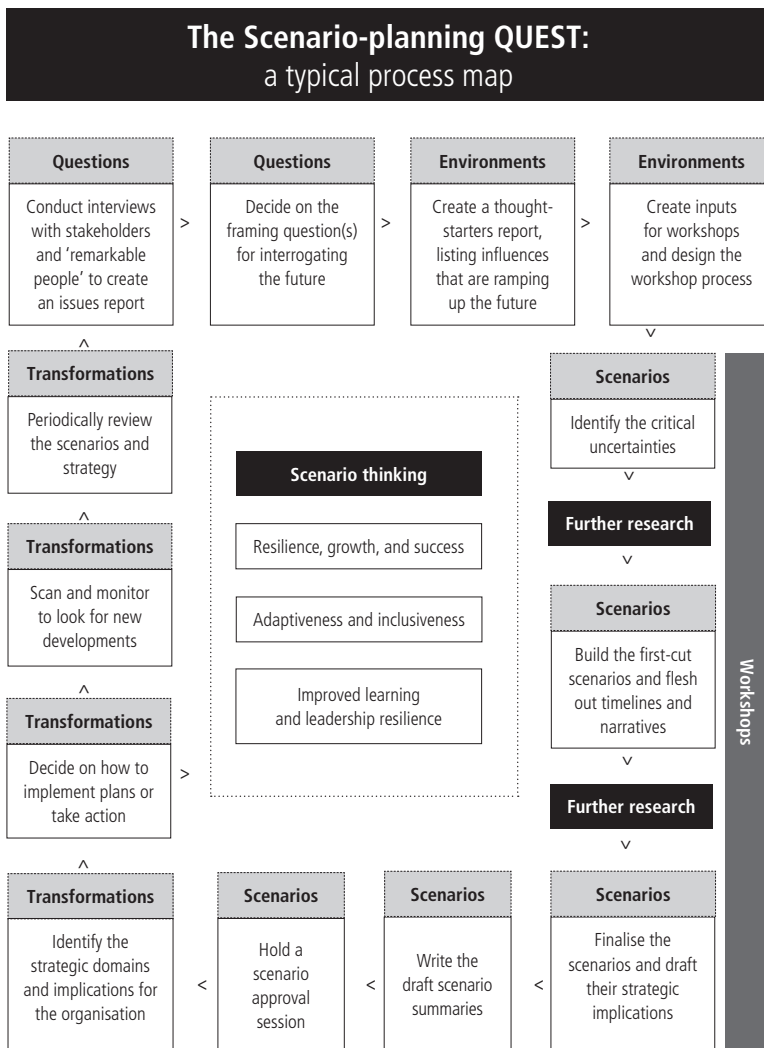 The Scenario-planning QUEST:
a typical process map
Questions
Conduct interviews
with stakeholders
and ‘remarkable
people’ to create
an issues report
>
Questions
Decide on the
framing question(s)
for interrogating
the future
>
Environments
Create a thought-
starters report,
listing influences
that are ramping
up the future
>
Environments
Create inputs
for workshops
and design the
workshop process
>
Scenarios
Identify the critical
uncertainties
>
Further research
>
Scenarios
Build the first-cut
scenarios and flesh
out timelines and
narratives
>
Further research
>
Scenarios
Finalise the
scenarios and draft
their strategic
implications
Workshops
<
Scenarios
Write the
draft scenario
summaries
<
Scenarios
Hold a
scenario
approval
session
<
Transformations
Identify the
strategic domains
and implications for
the organisation
>
Transformations
Decide on how to
implement plans or
take action
>
>
Transformations
Scan and monitor
to look for new
developments
>
Transformations
Periodically review
the scenarios and
strategy
>
Scenario thinking
Resilience, growth, and success
Adaptiveness and inclusiveness
Improved learning
and leadership resilience